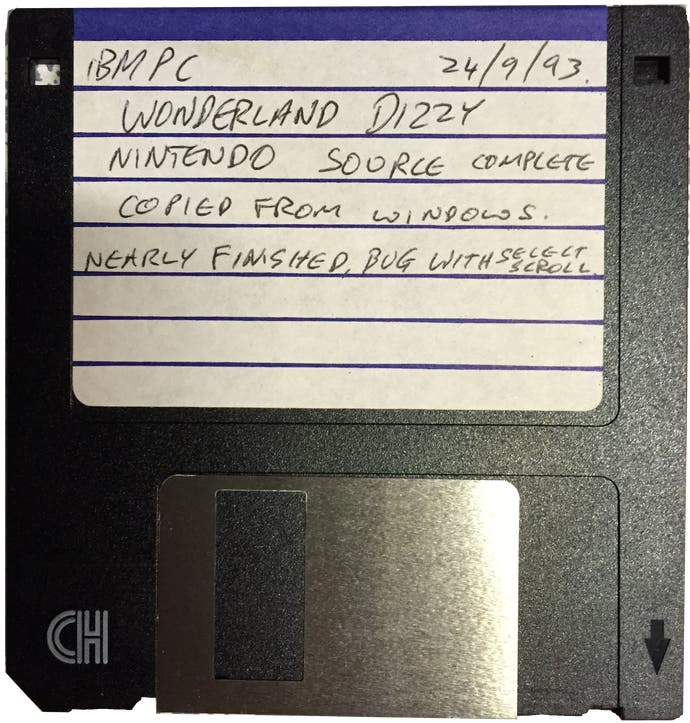 iBM PC 24/9/93.
WONDERLAND DIZZY
NINTENDO SOURCE COMPLETE
COPIED FROM WINDOWS.
NEARLY FINISHED, BUG WITH SELECT SCROLL
CH